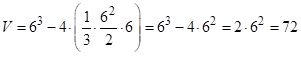 V = 6³ − 4 · (1/3 · 6²/2 · 6) = 6³ − 4 · 6² = 2 · 6² = 72